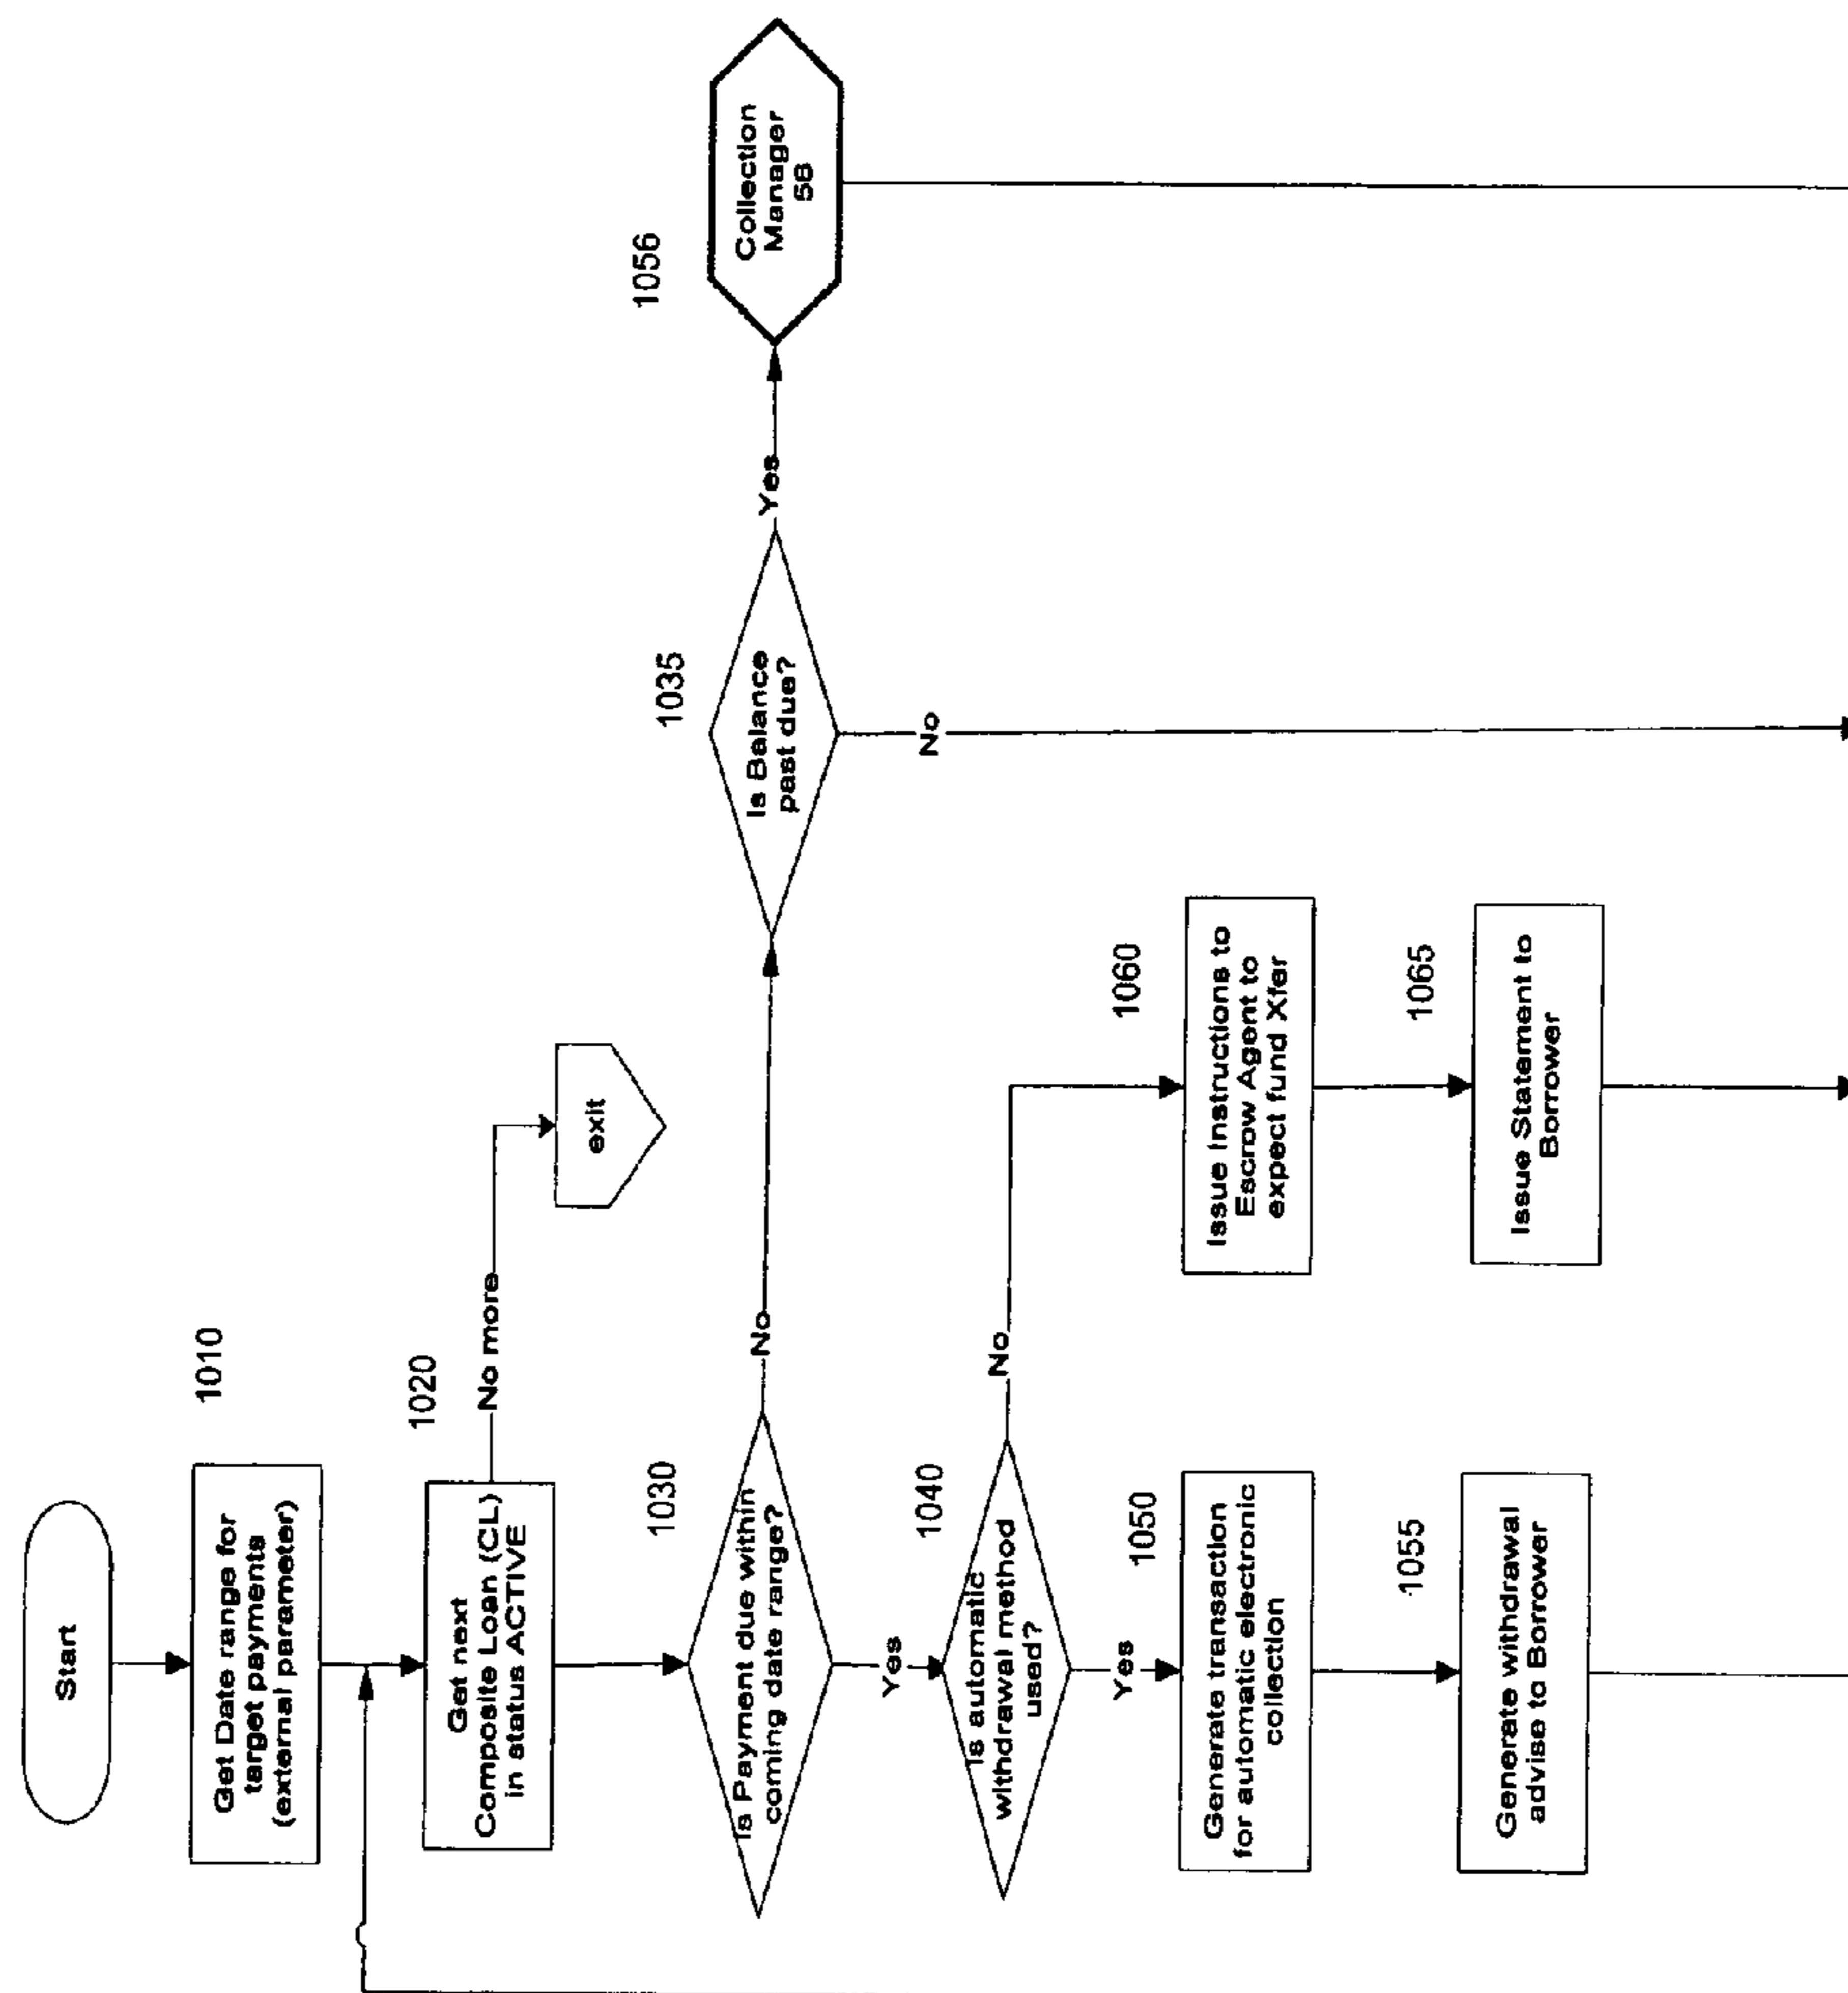 Start
1010
Get Date range for
target payments
(external parameter)
1020
Get next
Composite Loan (CL)
in status ACTIVE
No more
exit
1030
Is Payment due within
coming date range?
No
1035
Is Balance
past due?
Yes
1056
Collection
Manager
56
No
Yes
1040
Is automatic
withdrawal method
used?
No
1060
Issue Instructions to
Escrow Agent to
expect fund Xfer
Yes
1050
Generate transaction
for automatic electronic
collection
1065
Issue Statement to
Borrower
1055
Generate withdrawal
advise to Borrower